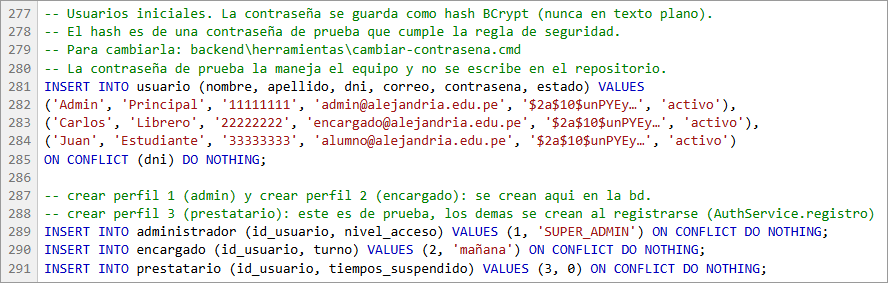 277 -- Usuarios iniciales. La contraseña se guarda como hash BCrypt (nunca en texto plano).
278 -- El hash es de una contraseña de prueba que cumple la regla de seguridad.
279 -- Para cambiarla: backend\herramientas\cambiar-contrasena.cmd
280 -- La contraseña de prueba la maneja el equipo y no se escribe en el repositorio.
281 INSERT INTO usuario (nombre, apellido, dni, correo, contrasena, estado) VALUES
282 ('Admin', 'Principal', '11111111', 'admin@alejandria.edu.pe', '$2a$10$unPYEy…', 'activo'),
283 ('Carlos', 'Librero', '22222222', 'encargado@alejandria.edu.pe', '$2a$10$unPYEy…', 'activo'),
284 ('Juan', 'Estudiante', '33333333', 'alumno@alejandria.edu.pe', '$2a$10$unPYEy…', 'activo')
285 ON CONFLICT (dni) DO NOTHING;
286
287 -- crear perfil 1 (admin) y crear perfil 2 (encargado): se crean aqui en la bd.
288 -- crear perfil 3 (prestatario): este es de prueba, los demas se crean al registrarse (AuthService.registro)
289 INSERT INTO administrador (id_usuario, nivel_acceso) VALUES (1, 'SUPER_ADMIN') ON CONFLICT DO NOTHING;
290 INSERT INTO encargado (id_usuario, turno) VALUES (2, 'mañana') ON CONFLICT DO NOTHING;
291 INSERT INTO prestatario (id_usuario, tiempos_suspendido) VALUES (3, 0) ON CONFLICT DO NOTHING;